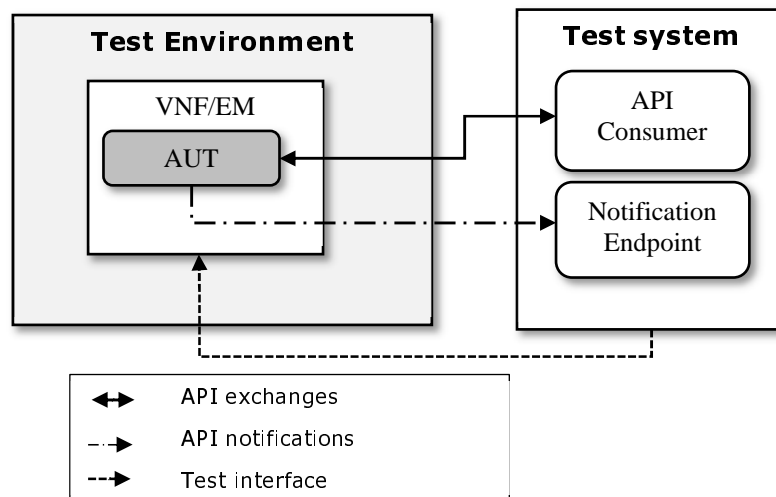 Test Environment
VNF/EM
AUT
Test system
API
Consumer
Notification
Endpoint
API exchanges
API notifications
Test interface